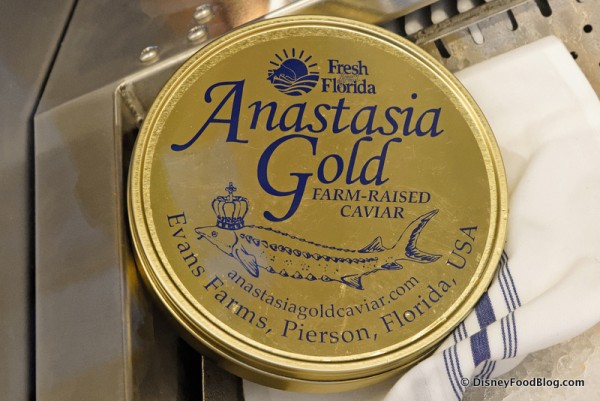 Fresh
from
Florida
Anastasia
Gold
FARM-RAISED
CAVIAR
anastasiagoldcaviar.com
Evans Farms, Pierson, Florida, USA
© DisneyFoodBlog.com